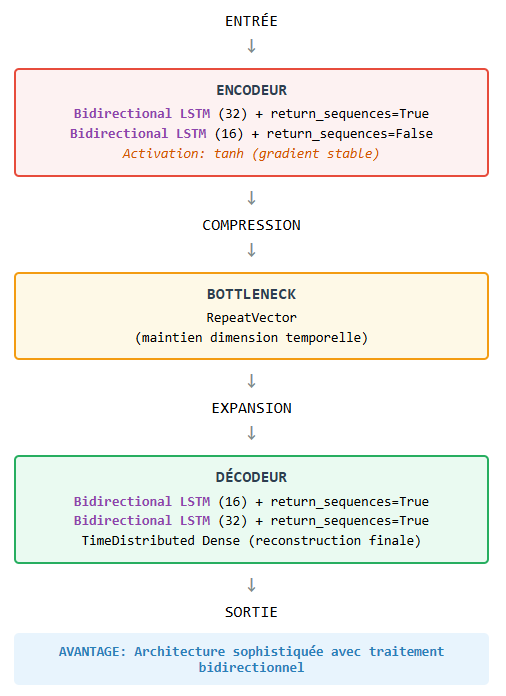 ENTRÉE
↓
ENCODEUR
Bidirectional LSTM (32) + return_sequences=True
Bidirectional LSTM (16) + return_sequences=False
Activation: tanh (gradient stable)
↓
COMPRESSION
↓
BOTTLENECK
RepeatVector
(maintien dimension temporelle)
↓
EXPANSION
↓
DÉCODEUR
Bidirectional LSTM (16) + return_sequences=True
Bidirectional LSTM (32) + return_sequences=True
TimeDistributed Dense (reconstruction finale)
↓
SORTIE
AVANTAGE: Architecture sophistiquée avec traitement
bidirectionnel